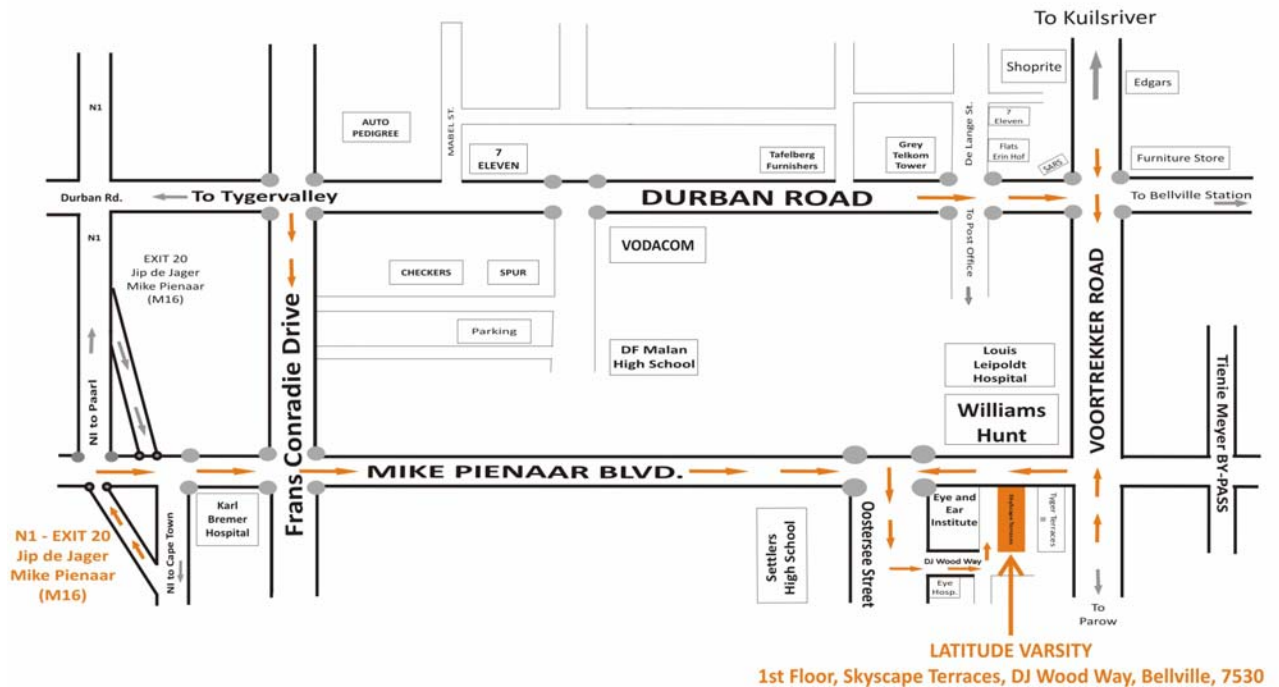 To Kuilsriver
N1
AUTO
PEDIGREE
MABEL ST.
7
ELEVEN
Tafelberg
Furnishers
Grey
Telkom
Tower
De Lange St.
Shoprite
7
Eleven
Flats
Erin Hof
SARS
Edgars
Furniture Store
Durban Rd.
To Tygervalley
DURBAN ROAD
To Bellville Station
N1
EXIT 20
Jip de Jager
Mike Pienaar
(M16)
CHECKERS
SPUR
VODACOM
To Post Office
Parking
DF Malan
High School
Louis
Leipoldt
Hospital
Williams
Hunt
VOORTREKKER ROAD
Tienie Meyer BY-PASS
NI to Paarl
Frans Conradie Drive
MIKE PIENAAR BLVD.
N1 - EXIT 20
Jip de Jager
Mike Pienaar
(M16)
NI to Cape Town
Karl
Bremer
Hospital
Settlers
High School
Oostersee Street
Eye and
Ear
Institute
Skyscape Terraces
Tyger Terraces
II
DJ Wood Way
Eye
Hosp.
To
Parow
LATITUDE VARSITY
1st Floor, Skyscape Terraces, DJ Wood Way, Bellville, 7530